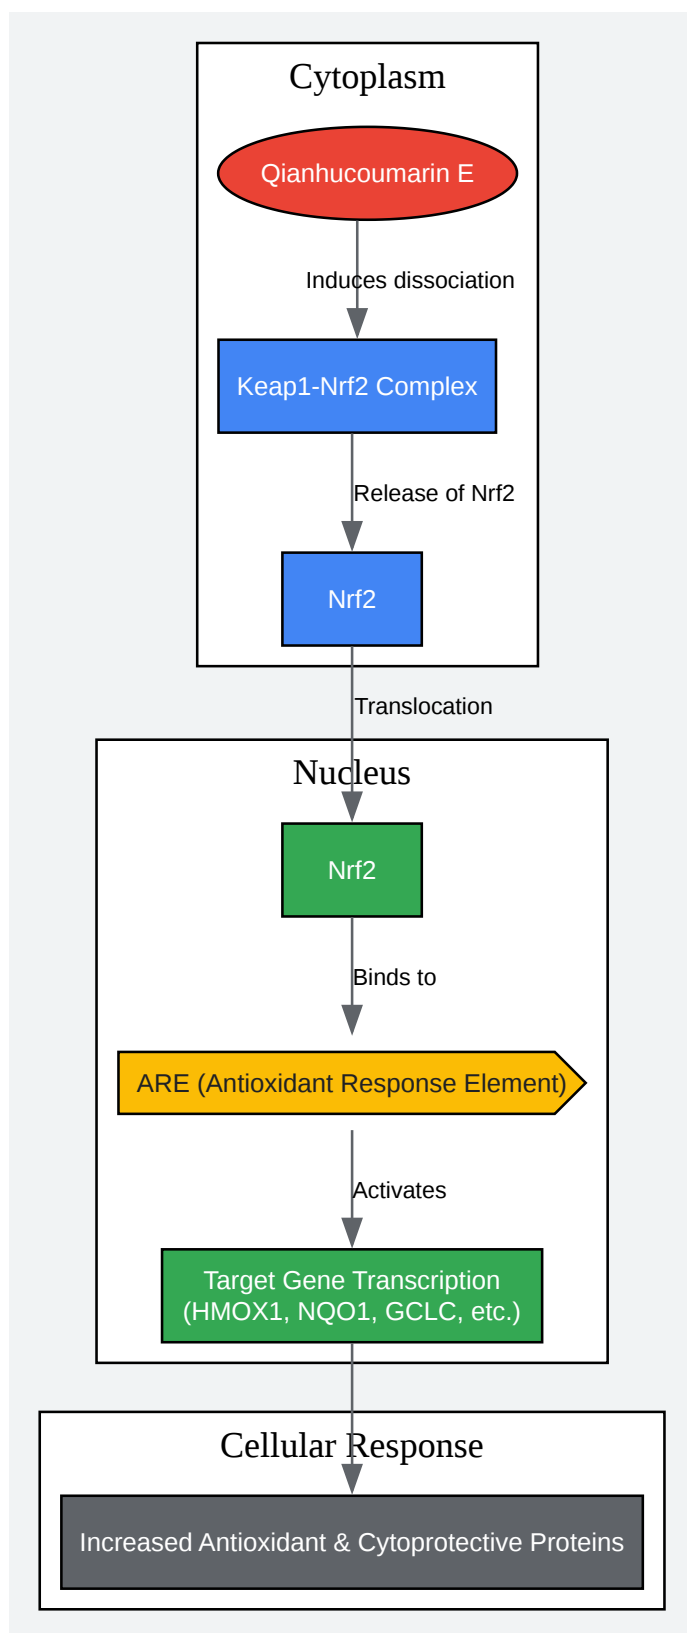 Cytoplasm
Qianhucoumarin E
Induces dissociation
Keap1-Nrf2 Complex
Release of Nrf2
Nrf2
Translocation
Nucleus
Nrf2
Binds to
ARE (Antioxidant Response Element)
Activates
Target Gene Transcription
(HMOX1, NQO1, GCLC, etc.)
Cellular Response
Increased Antioxidant & Cytoprotective Proteins